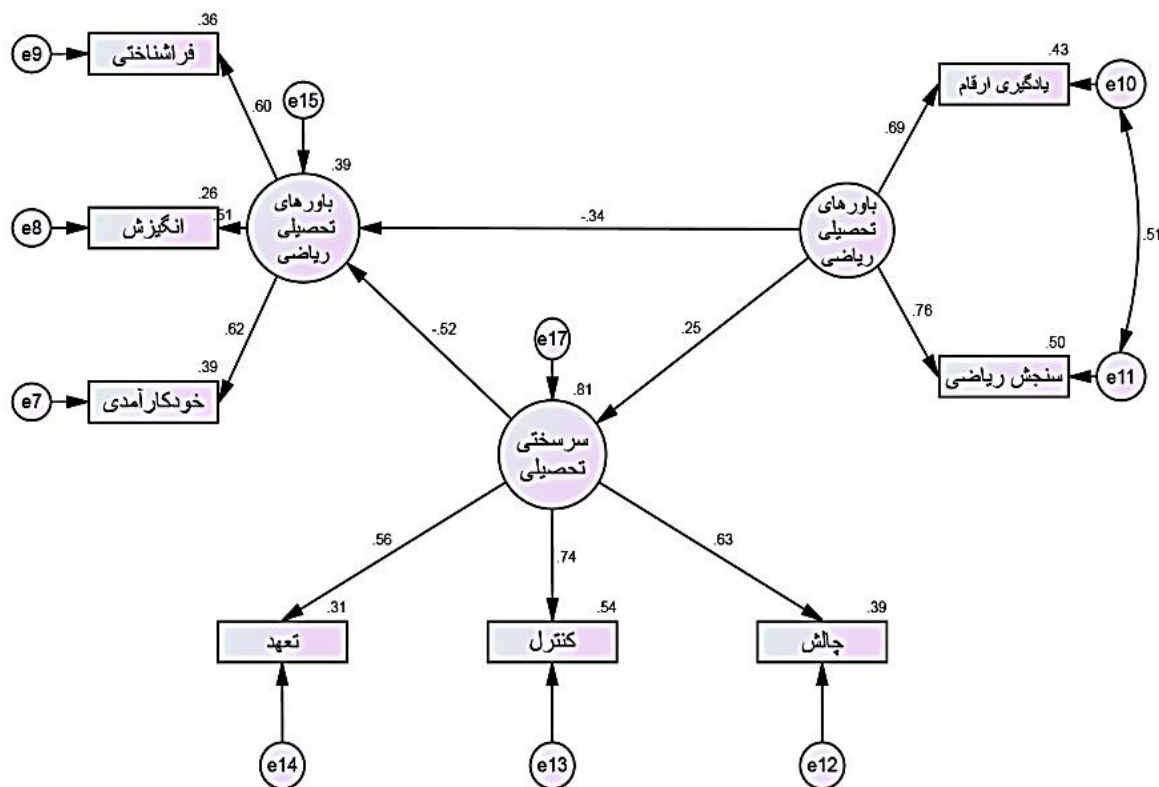 .36
فراشناختی
e9
.43
یادگیری ارقام
e10
e15
.60
.69
.39
باورهای
تحصیلی
ریاضی
.26
انگیزش
.51
e8
-.34
باورهای
تحصیلی
ریاضی
.51
.62
-.52
.25
.76
e17
.39
خودکارآمدی
e7
.50
سنجش ریاضی
e11
.81
سرسختی
تحصیلی
.56
.74
.63
.31
تعهد
.54
کنترل
.39
چالش
e14
e13
e12